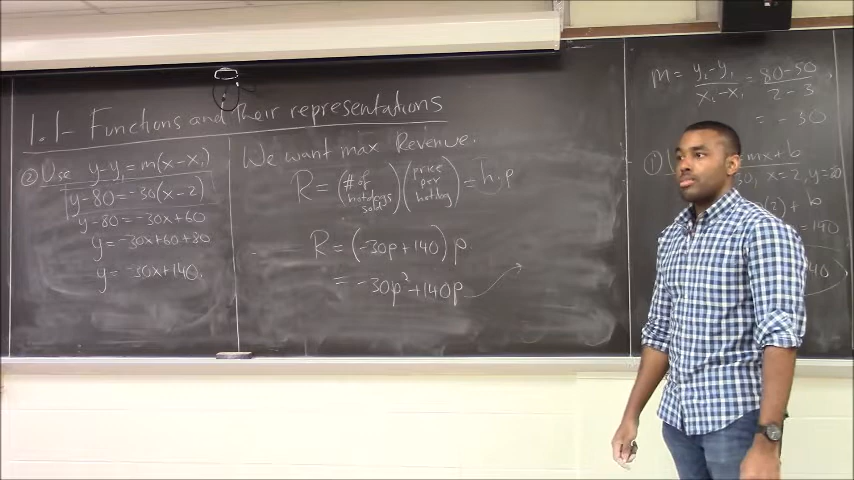 1.1- Functions and their representations
② Use y-y₁=m(x-x₁)
y-80=-30(x-2)
y-80=-30x+60
y=-30x+60+80
y=-30x+140.
We want max Revenue.
R = (# of hotdogs sold)(price per hotdog) = h·p
R = (-30p+140)p
= -30p²+140p
m = y₂-y₁ / x₂-x₁ = 80-50 / 2-3
= -30
①
mx+b
x=2, y=80
(2)+b
=140